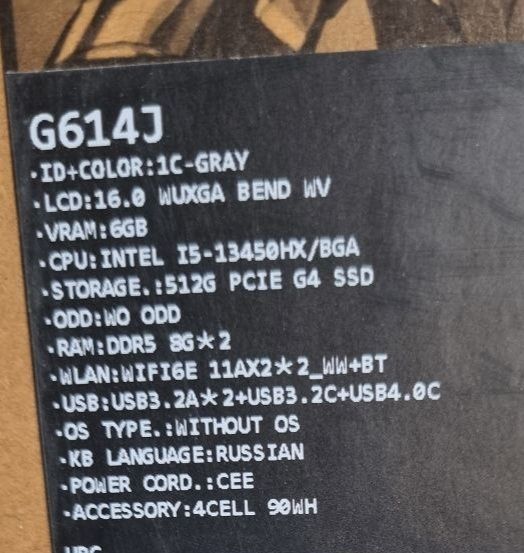 G614J
·ID+COLOR:1C-GRAY
·LCD:16.0 WUXGA BEND WV
·VRAM:6GB
·CPU:INTEL I5-13450HX/BGA
·STORAGE.:512G PCIE G4 SSD
·ODD:WO ODD
·RAM:DDR5 8G*2
·WLAN:WIFI6E 11AX2*2_WW+BT
·USB:USB3.2A*2+USB3.2C+USB4.0C
·OS TYPE.:WITHOUT OS
·KB LANGUAGE:RUSSIAN
·POWER CORD.:CEE
·ACCESSORY:4CELL 90WH